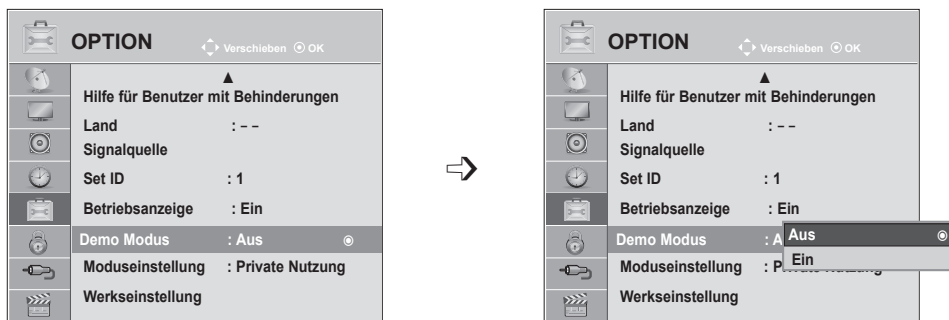 OPTION
Verschieben OK
▲
Hilfe für Benutzer mit Behinderungen
Land : – –
Signalquelle
Set ID : 1
Betriebsanzeige : Ein
Demo Modus : Aus
Moduseinstellung : Private Nutzung
Werkseinstellung
OPTION
Verschieben OK
▲
Hilfe für Benutzer mit Behinderungen
Land : – –
Signalquelle
Set ID : 1
Betriebsanzeige : Ein
Demo Modus : A
Aus
Ein
Moduseinstellung : Private Nutzung
Werkseinstellung